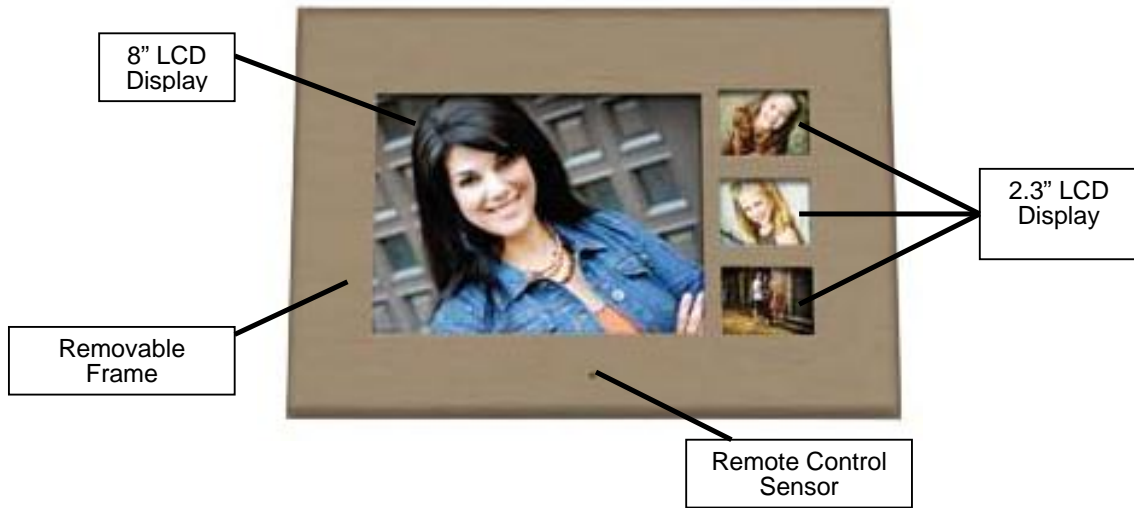 8” LCD
Display
2.3” LCD
Display
Removable
Frame
Remote Control
Sensor